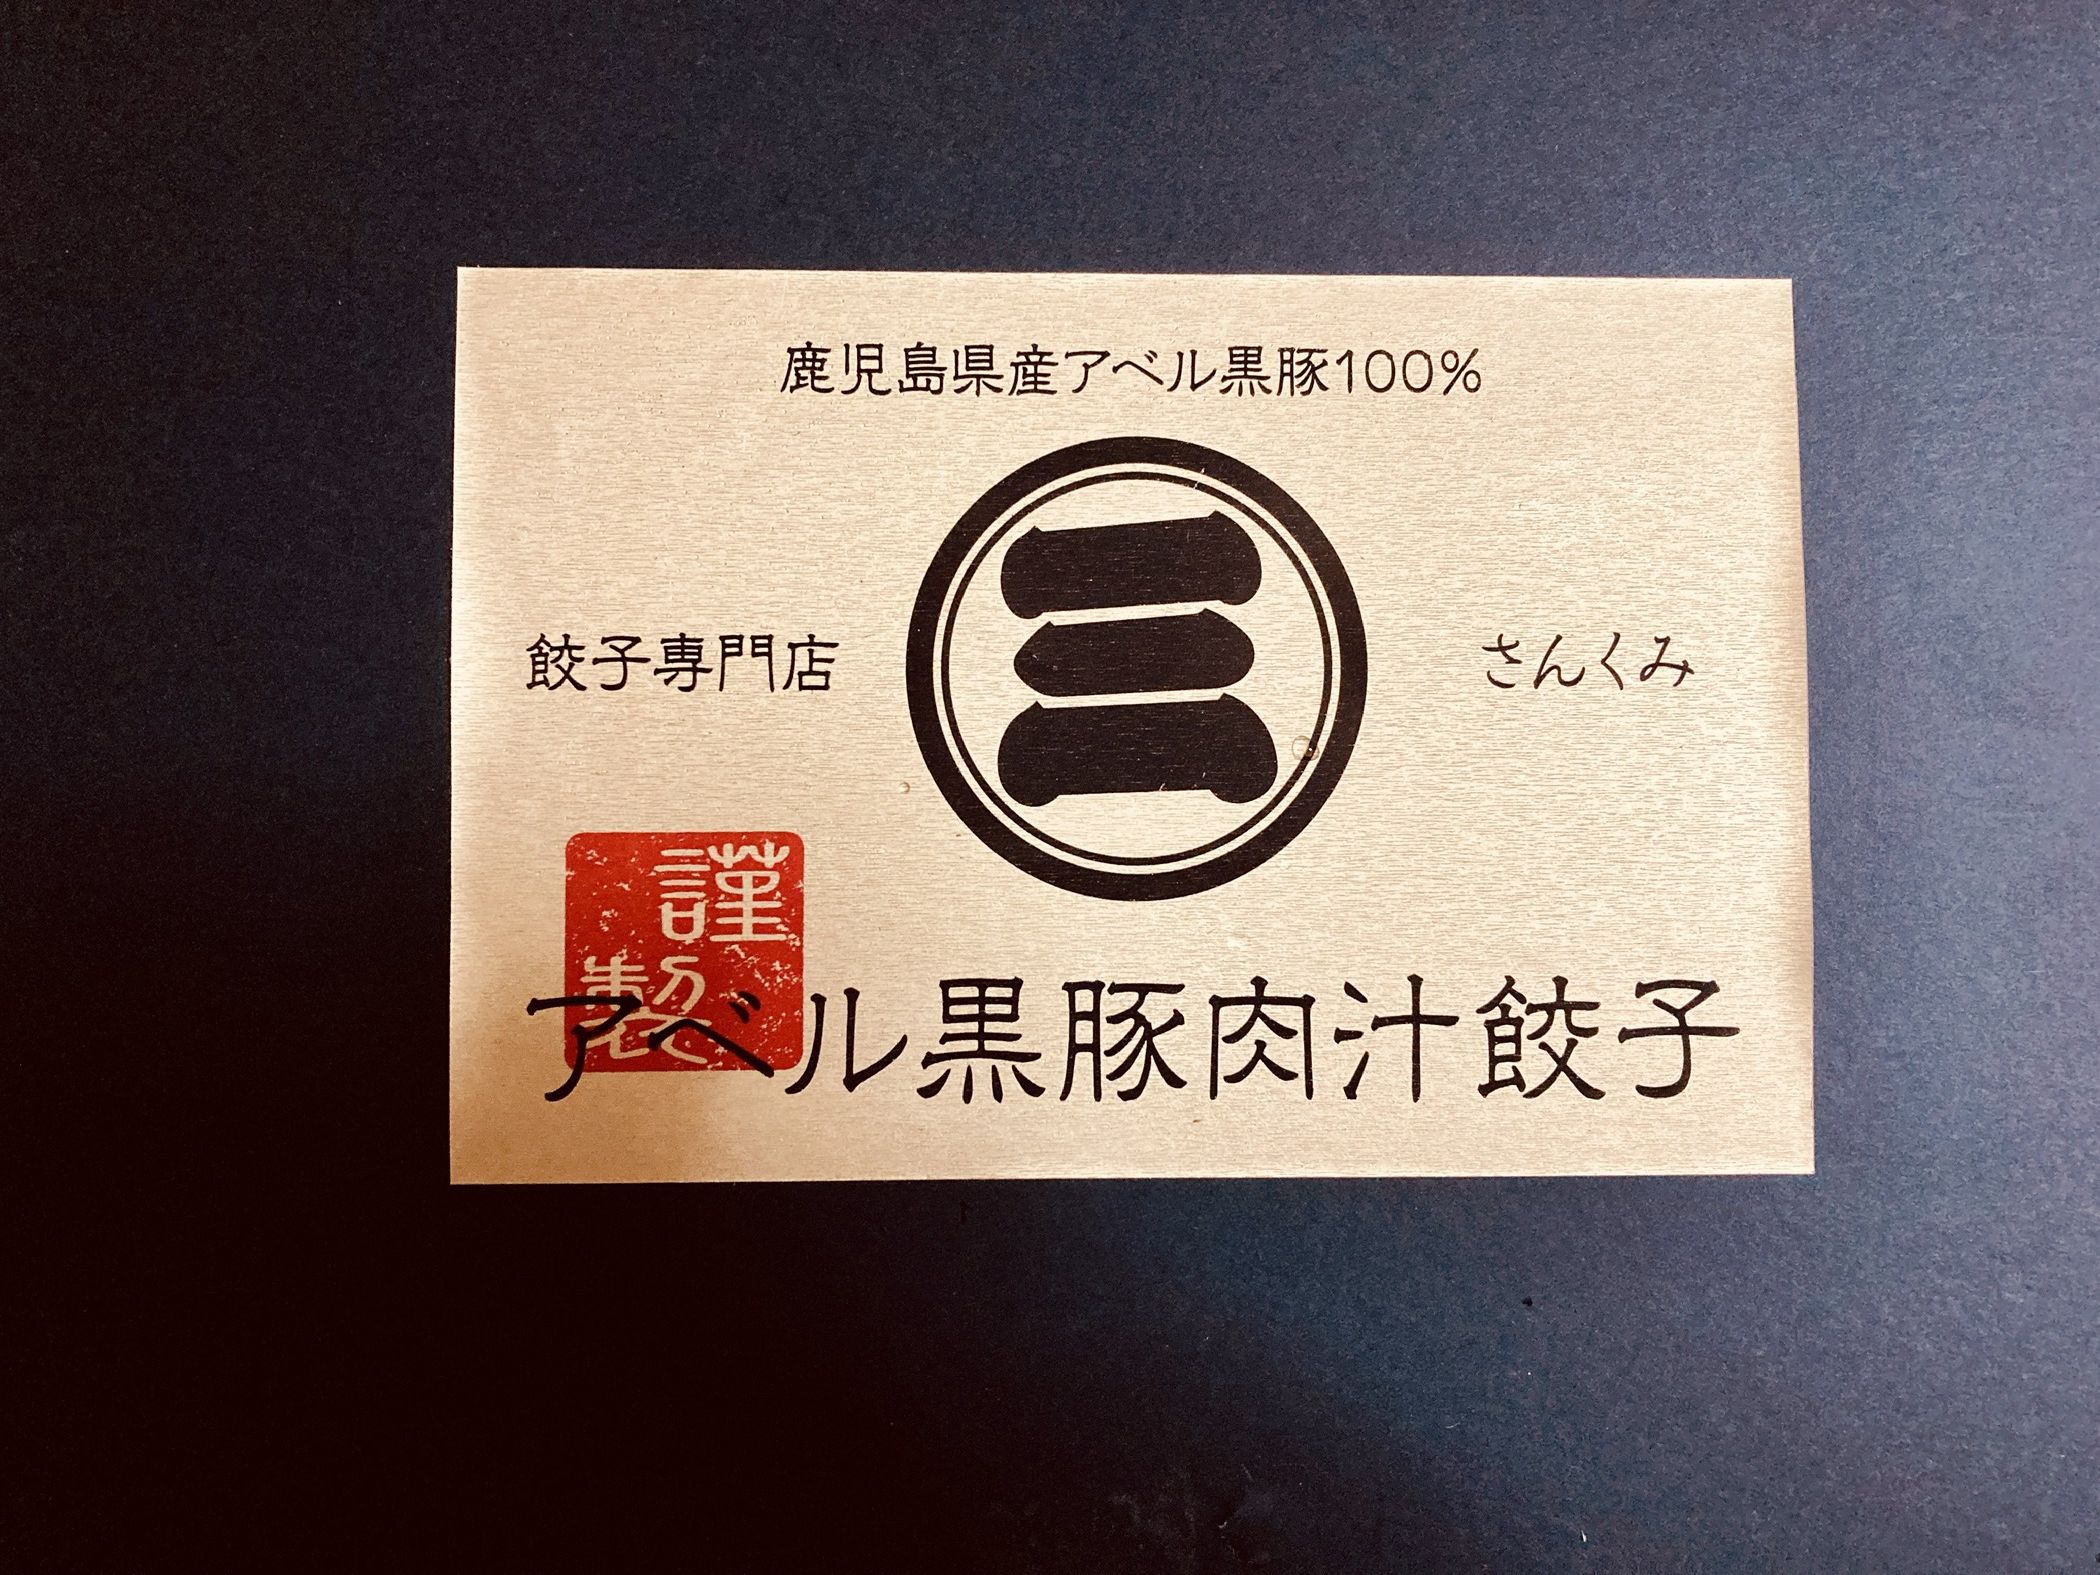 鹿児島県産アベル黒豚100%
三
餃子専門店
さんくみ
謹製
アベル黒豚肉汁餃子